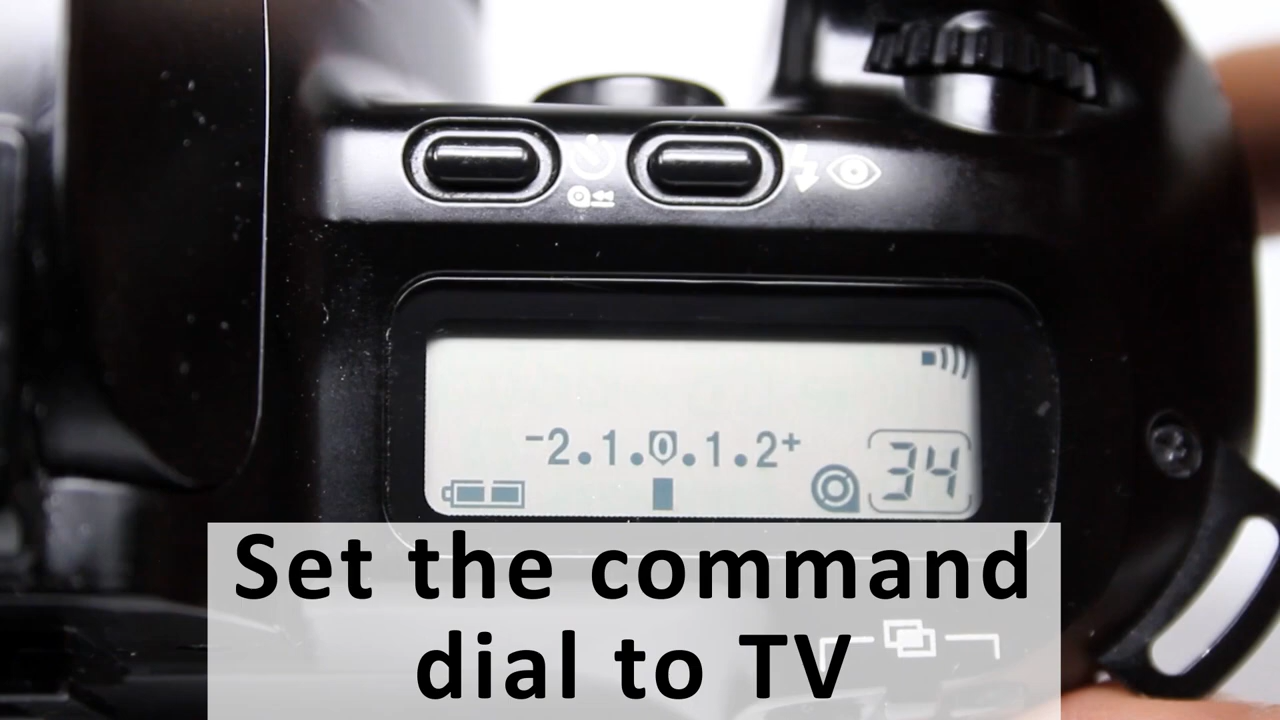 -2.1.0.1.2+
34
Set the command
dial to TV